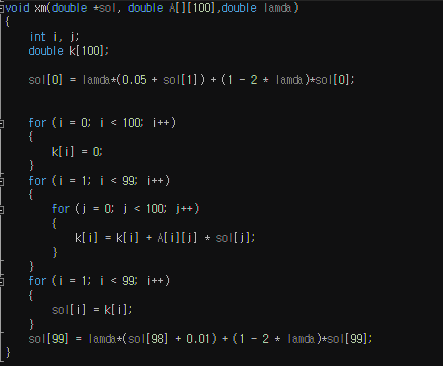 void xm(double *sol, double A[][100],double lamda)
{
    int i, j;
    double k[100];

    sol[0] = lamda*(0.05 + sol[1]) + (1 - 2 * lamda)*sol[0];

    for (i = 0; i < 100; i++)
    {
        k[i] = 0;
    }
    for (i = 1; i < 99; i++)
    {
        for (j = 0; j < 100; j++)
        {
            k[i] = k[i] + A[i][j] * sol[j];
        }
    }
    for (i = 1; i < 99; i++)
    {
        sol[i] = k[i];
    }
    sol[99] = lamda*(sol[98] + 0.01) + (1 - 2 * lamda)*sol[99];
}